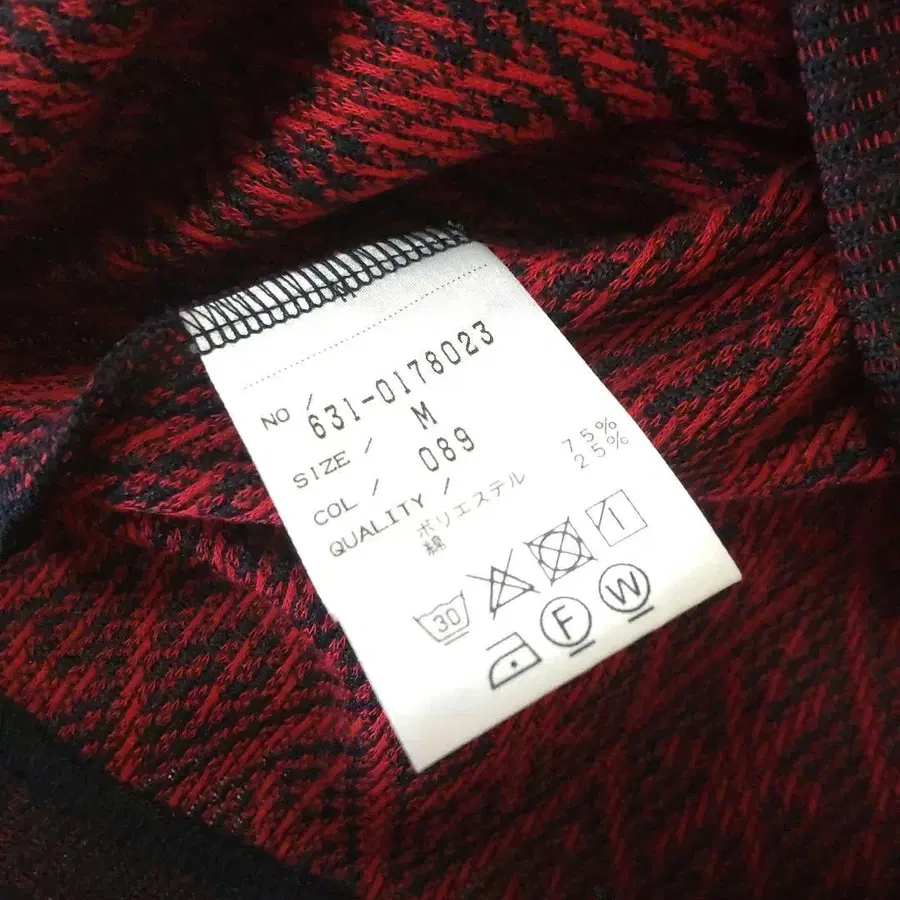 NO / 631-0178023
SIZE / M
COL / 089
QUALITY /
ポリエステル 75%
綿 25%
30
F W